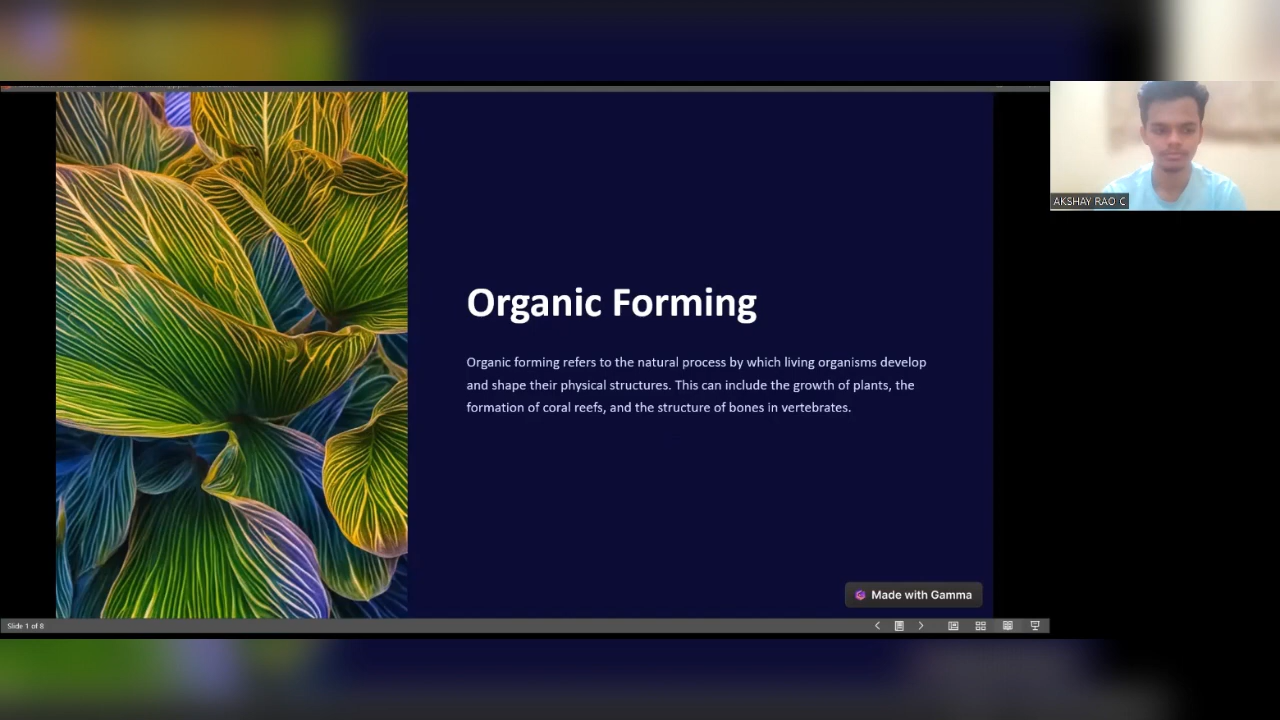 AKSHAY RAO C
Organic Forming
Organic forming refers to the natural process by which living organisms develop
and shape their physical structures. This can include the growth of plants, the
formation of coral reefs, and the structure of bones in vertebrates.
Made with Gamma
Slide 1 of 8